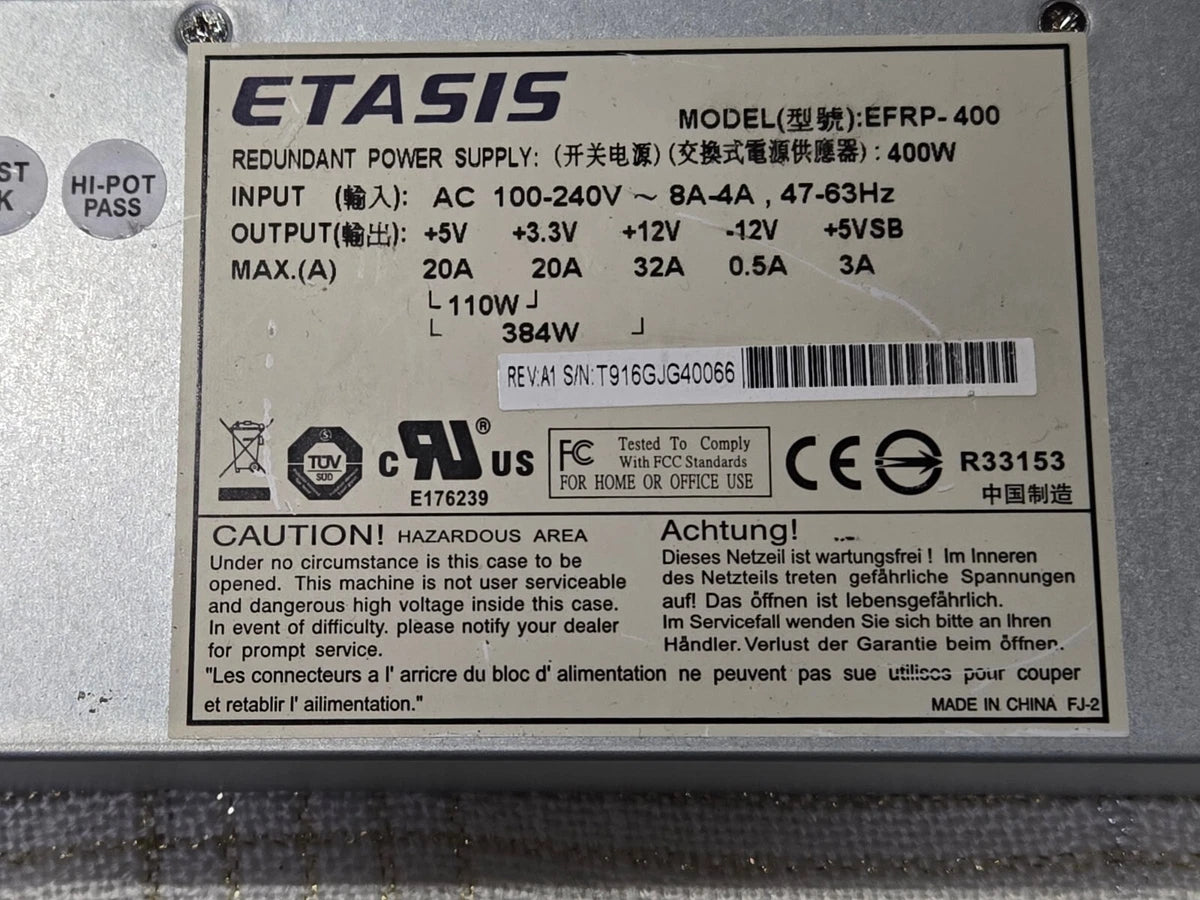 ETASIS
MODEL(型號):EFRP-400
REDUNDANT POWER SUPPLY: (开关电源) (交換式電源供應器) : 400W
INPUT (輸入): AC 100-240V ~ 8A-4A , 47-63Hz
OUTPUT(輸出): +5V +3.3V +12V -12V +5VSB
MAX.(A) 20A 20A 32A 0.5A 3A
110W
384W
REV:A1 S/N:T916GJG40066
ST
K
HI-POT
PASS
TÜV
SÜD
c RU ® US
E176239
FC
Tested To Comply
With FCC Standards
FOR HOME OR OFFICE USE
CE
R33153
中国制造
CAUTION! HAZARDOUS AREA
Under no circumstance is this case to be
opened. This machine is not user serviceable
and dangerous high voltage inside this case.
In event of difficulty. please notify your dealer
for prompt service.
Achtung!
Dieses Netzeil ist wartungsfrei ! Im Inneren
des Netzteils treten gefährliche Spannungen
auf! Das öffnen ist lebensgefährlich.
Im Servicefall wenden Sie sich bitte an Ihren
Händler. Verlust der Garantie beim öffnen.
"Les connecteurs a l' arricre du bloc d' alimentation ne peuvent pas sue utilises pour couper
et retablir l' ailimentation."
MADE IN CHINA FJ-2